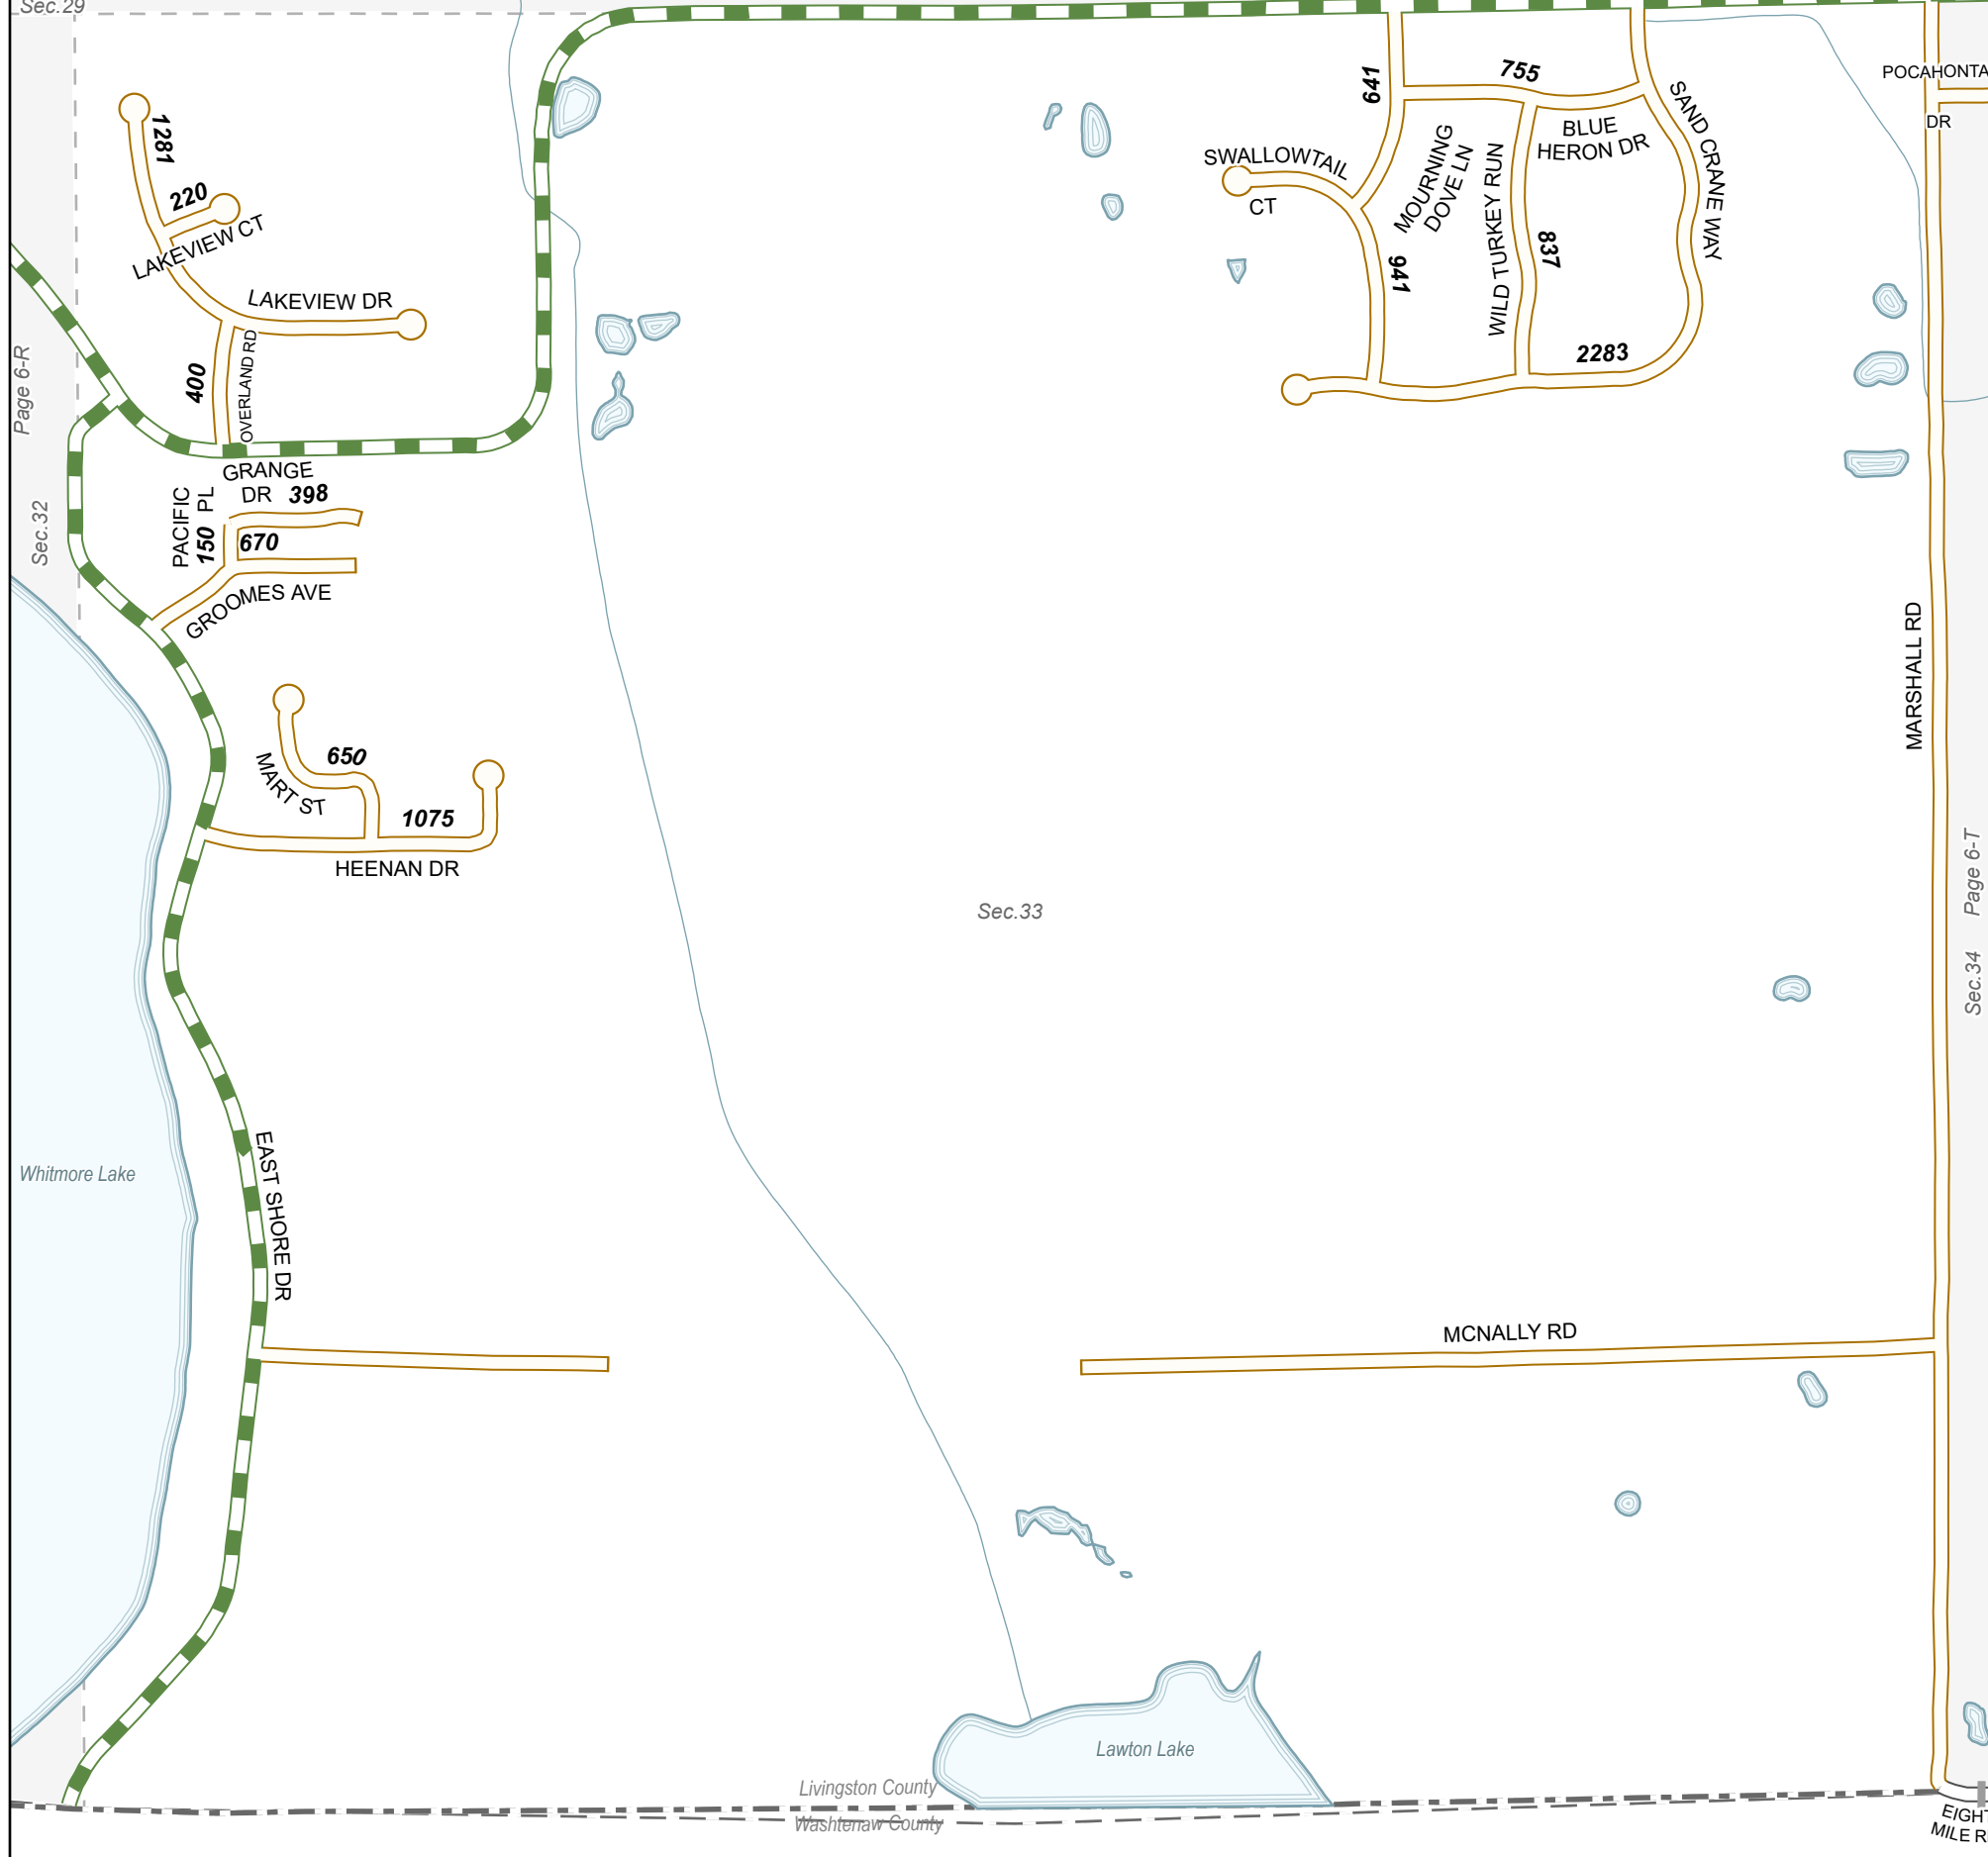 Sec.29
755
641
POCAHONTA
DR
1281
SAND CRANE WAY
BLUE
HERON DR
SWALLOWTAIL
CT
MOURNING
DOVE LN
WILD TURKEY RUN
220
LAKEVIEW CT
837
941
LAKEVIEW DR
OVERLAND RD
400
2283
Page 6-R
Sec.32
GRANGE
DR 398
PACIFIC
PL
150
670
GROOMES AVE
MARSHALL RD
650
MART ST
1075
HEENAN DR
Sec.33
Page 6-T
Sec.34
Whitmore Lake
EAST SHORE DR
MCNALLY RD
Lawton Lake
Livingston County
Washtenaw County
EIGHT
MILE R